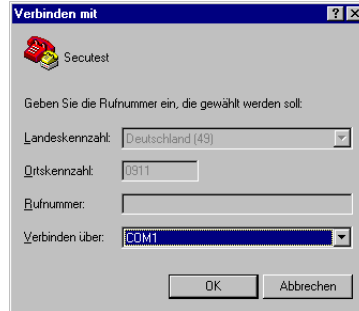 Verbinden mit
Secutest
Geben Sie die Rufnummer ein, die gewählt werden soll:
Landeskennzahl: Deutschland (49)
Ortskennzahl: 0911
Rufnummer:
Verbinden über: COM1
OK Abbrechen